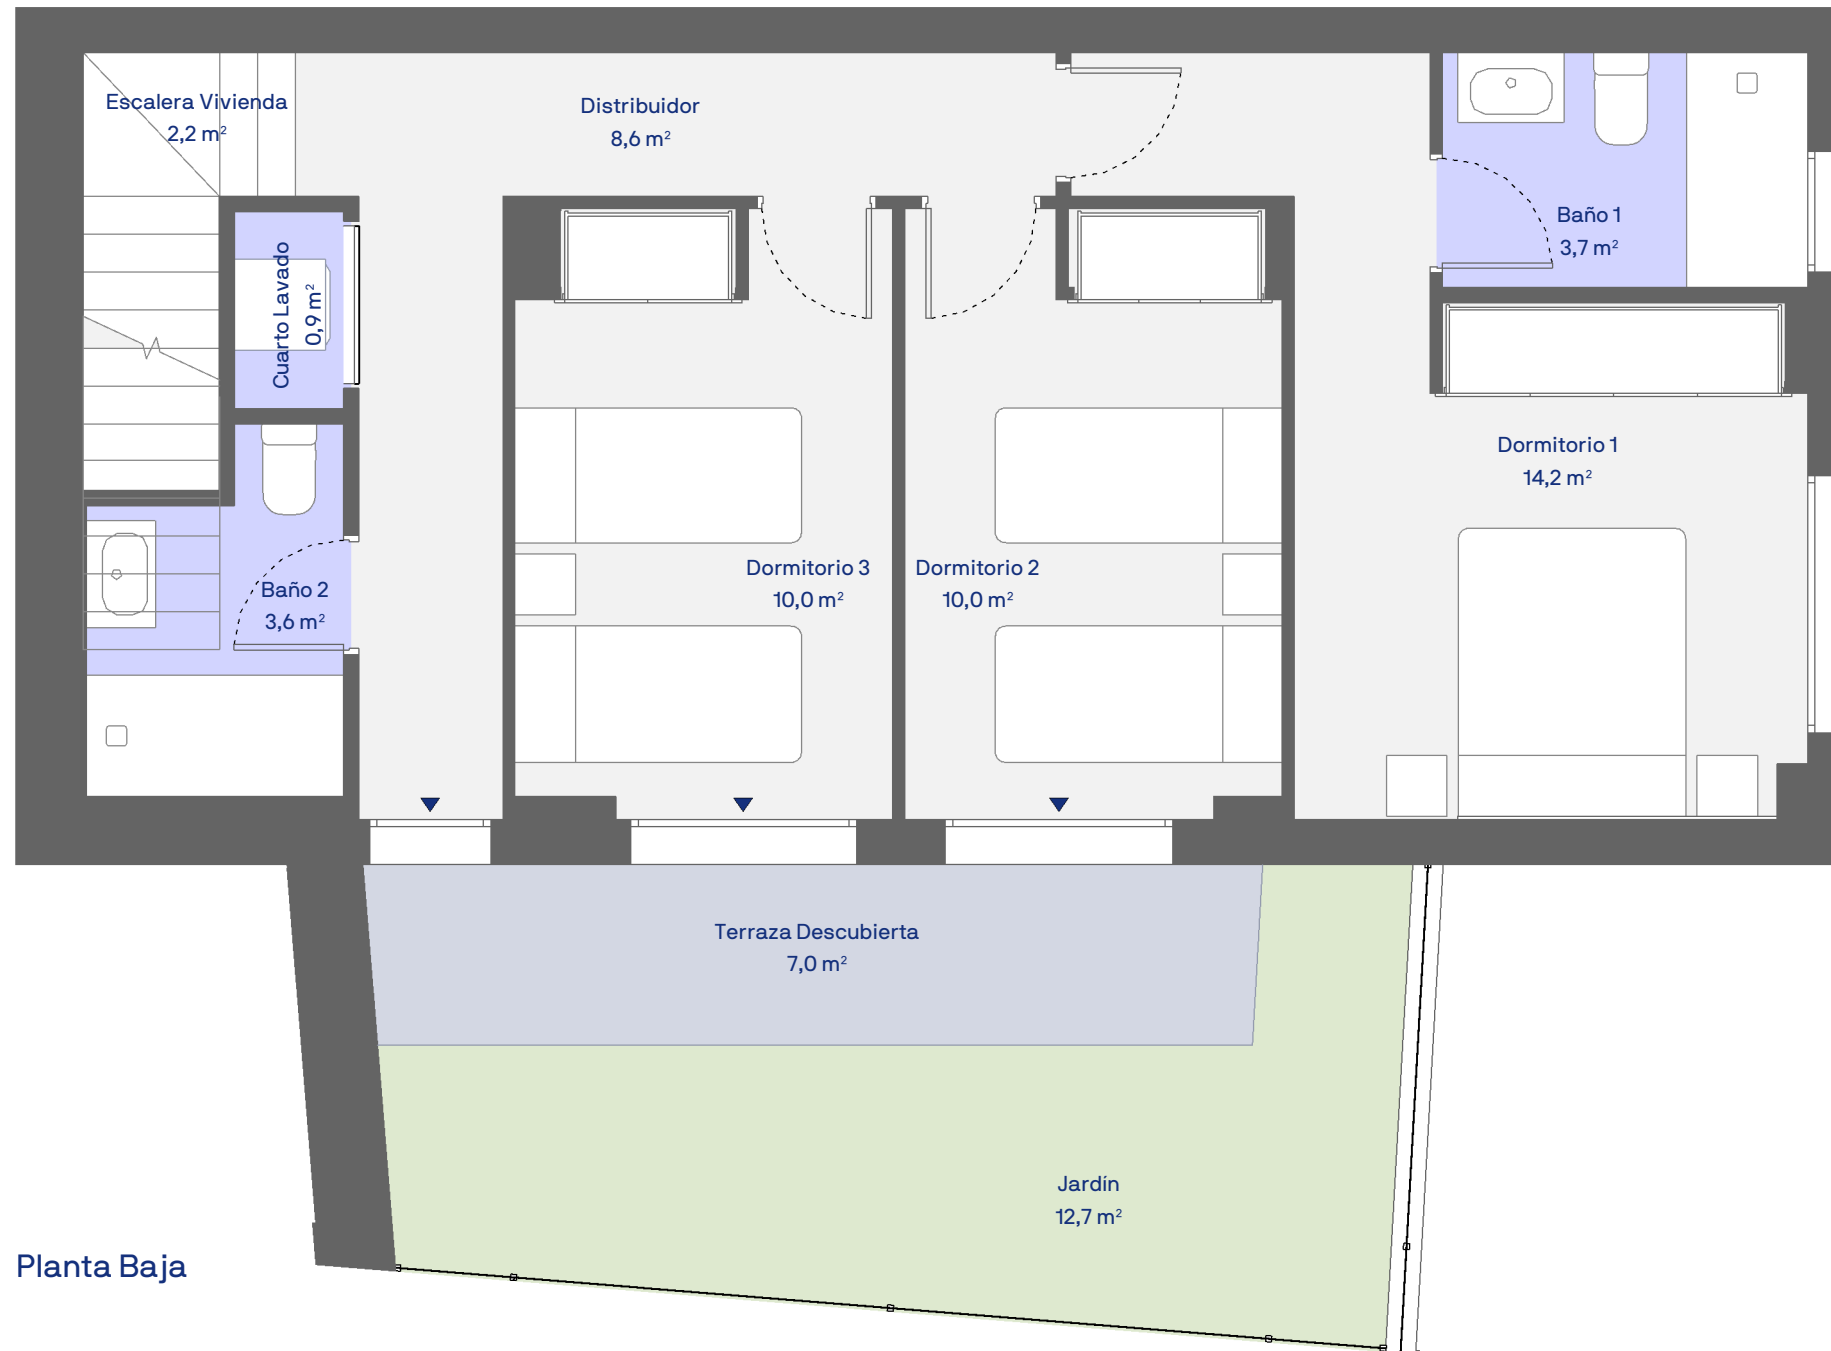 Escalera Vivienda
2,2 m²
Distribuidor
8,6 m²
Baño 1
3,7 m²
Cuarto Lavado
0,9 m²
Dormitorio 1
14,2 m²
Baño 2
3,6 m²
Dormitorio 3
10,0 m²
Dormitorio 2
10,0 m²
Terraza Descubierta
7,0 m²
Jardín
12,7 m²
Planta Baja